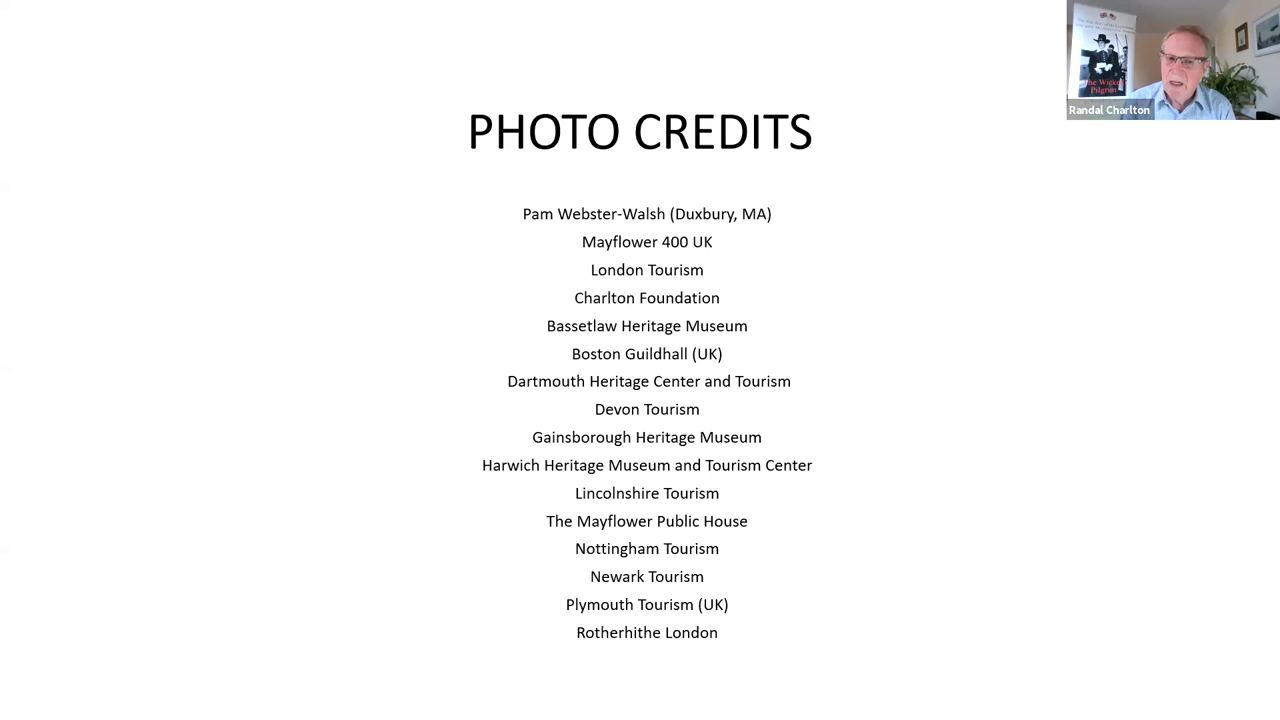 PHOTO CREDITS
Pam Webster-Walsh (Duxbury, MA)
Mayflower 400 UK
London Tourism
Charlton Foundation
Bassetlaw Heritage Museum
Boston Guildhall (UK)
Dartmouth Heritage Center and Tourism
Devon Tourism
Gainsborough Heritage Museum
Harwich Heritage Museum and Tourism Center
Lincolnshire Tourism
The Mayflower Public House
Nottingham Tourism
Newark Tourism
Plymouth Tourism (UK)
Rotherhithe London
Pilgrim
Randal Charlton